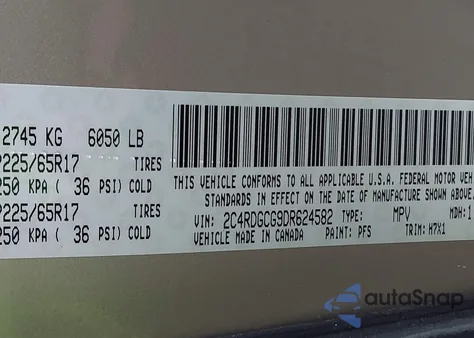 2745 KG 6050 LB
P225/65R17 TIRES
250 KPA ( 36 PSI) COLD
P225/65R17 TIRES
250 KPA ( 36 PSI) COLD
THIS VEHICLE CONFORMS TO ALL APPLICABLE U.S.A. FEDERAL MOTOR VEH
STANDARDS IN EFFECT ON THE DATE OF MANUFACTURE SHOWN ABOVE.
VIN: 2C4RDGCG9DR624582 TYPE: MPV MDH: 1
VEHICLE MADE IN CANADA PAINT: PFS TRIM: H7X1
autoSnap